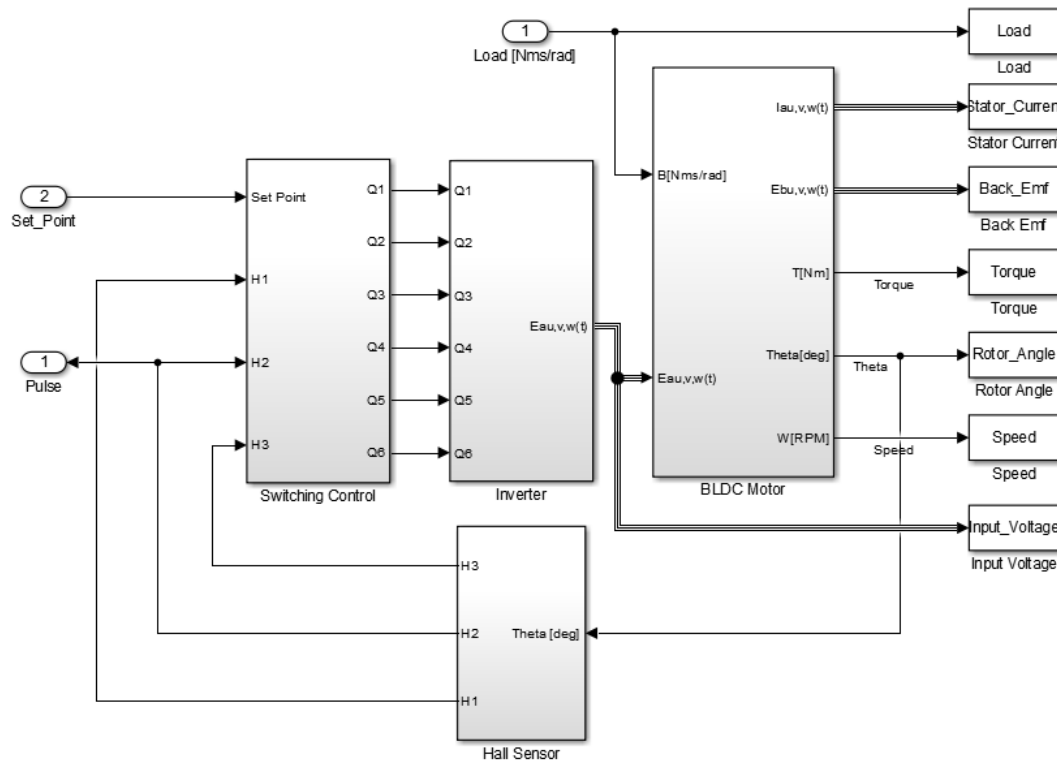 1
Load [Nms/rad]
Load
Load
Iau,v,w(t)
Stator_Curren
Stator Current
B[Nms/rad]
Ebu,v,w(t)
Back_Emf
Back Emf
2
Set_Point
Set Point
Q1
Q1
Q2
Q2
H1
T[Nm]
Torque
Torque
Torque
Q3
Q3
Eau,v,w(t)
Q4
Q4
1
Pulse
H2
Theta[deg]
Theta
Rotor_Angle
Rotor Angle
Eau,v,w(t)
Q5
Q5
H3
Q6
Q6
W[RPM]
Speed
Speed
Speed
Switching Control
Inverter
BLDC Motor
Input_Voltage
Input Voltage
H3
H2
Theta [deg]
H1
Hall Sensor